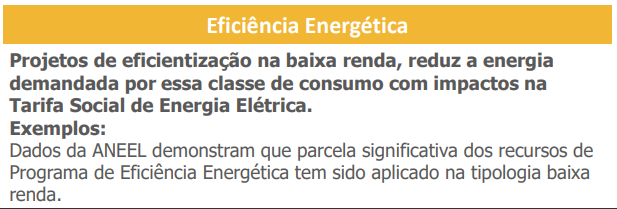 Eficiência Energética
Projetos de eficientização na baixa renda, reduz a energia
demandada por essa classe de consumo com impactos na
Tarifa Social de Energia Elétrica.
Exemplos:
Dados da ANEEL demonstram que parcela significativa dos recursos de
Programa de Eficiência Energética tem sido aplicado na tipologia baixa
renda.